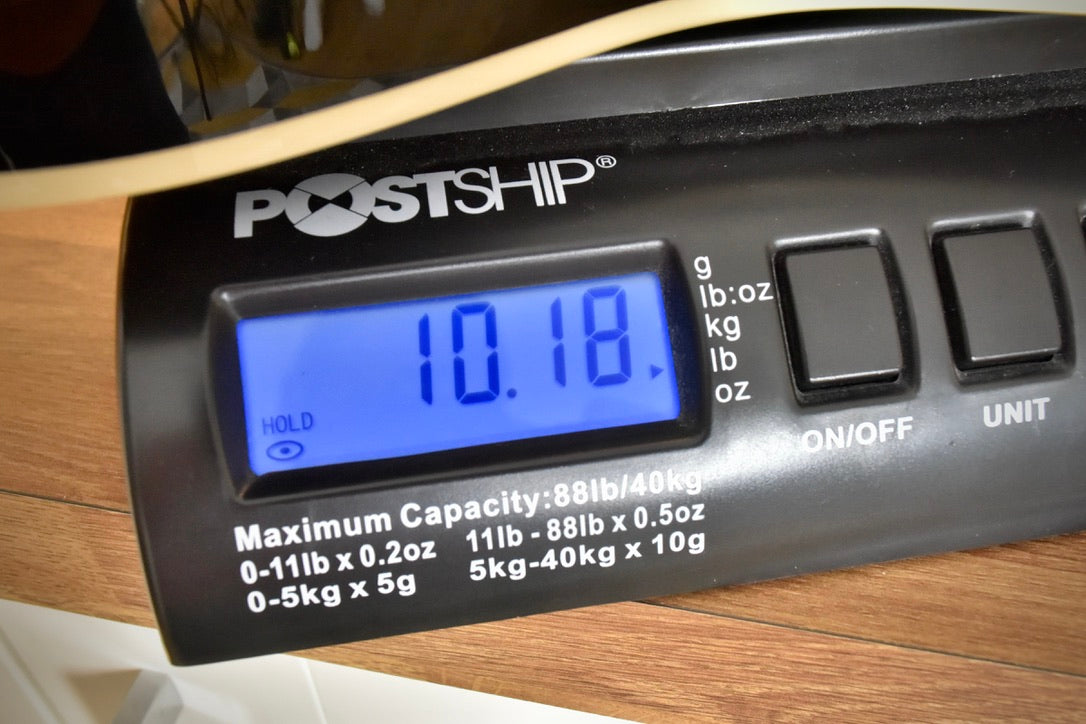 POSTSHIP®
g
lb:oz
kg
lb
oz
10.18
HOLD
ON/OFF
UNIT
Maximum Capacity:88lb/40kg
0-11lb x 0.2oz 11lb - 88lb x 0.5oz
0-5kg x 5g 5kg-40kg x 10g